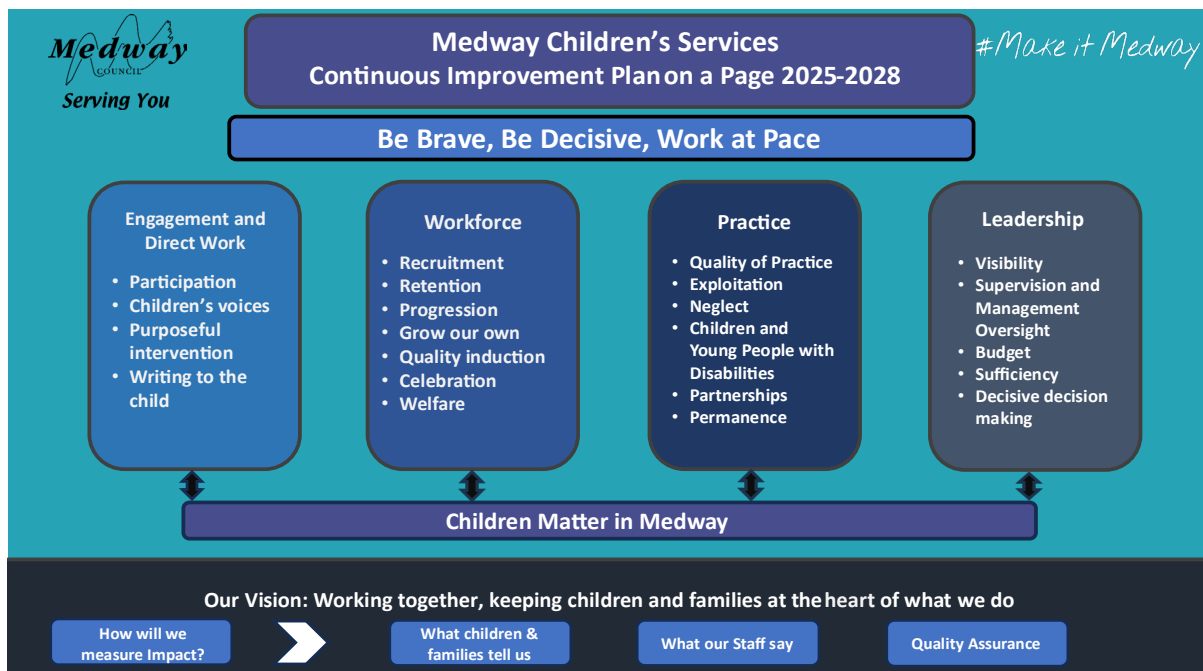 Medway
COUNCIL
Serving You
Medway Children's Services
Continuous Improvement Plan on a Page 2025-2028
#Make it Medway
Be Brave, Be Decisive, Work at Pace
Engagement and
Direct Work
• Participation
• Children's voices
• Purposeful
intervention
• Writing to the
child
Workforce
• Recruitment
• Retention
• Progression
• Grow our own
• Quality induction
• Celebration
• Welfare
Practice
• Quality of Practice
• Exploitation
• Neglect
• Children and
Young People with
Disabilities
• Partnerships
• Permanence
Leadership
• Visibility
• Supervision and
Management
Oversight
• Budget
• Sufficiency
• Decisive decision
making
Children Matter in Medway
Our Vision: Working together, keeping children and families at the heart of what we do
How will we
measure Impact?
What children &
families tell us
What our Staff say
Quality Assurance